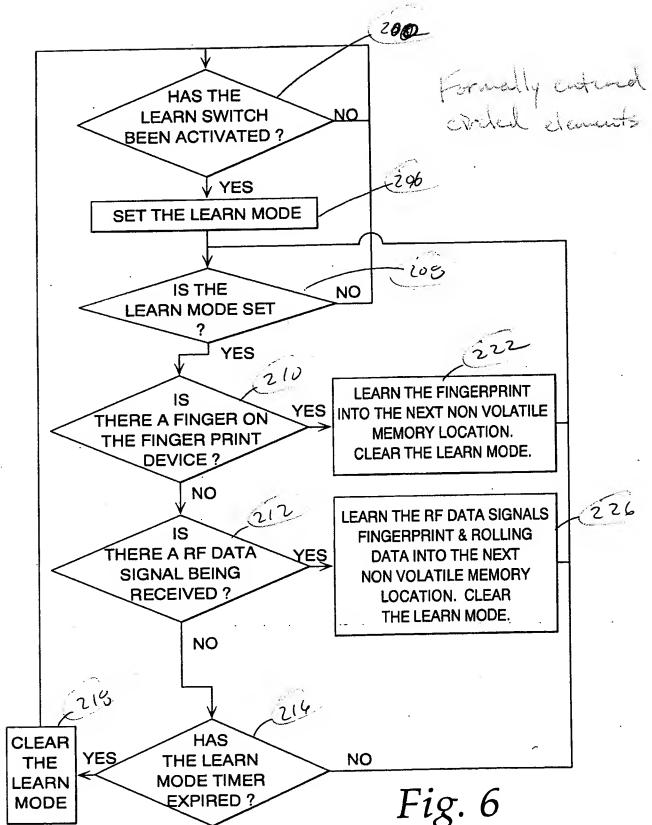 Formally entered
circled elements
HAS THE
LEARN SWITCH
BEEN ACTIVATED ?
NO
YES
206
SET THE LEARN MODE
208
IS THE
LEARN MODE SET
?
NO
YES
210
IS
THERE A FINGER ON
THE FINGER PRINT
DEVICE ?
YES
NO
222
LEARN THE FINGERPRINT
INTO THE NEXT NON VOLATILE
MEMORY LOCATION.
CLEAR THE LEARN MODE.
212
IS
THERE A RF DATA
SIGNAL BEING
RECEIVED ?
YES
NO
226
LEARN THE RF DATA SIGNALS
FINGERPRINT & ROLLING
DATA INTO THE NEXT
NON VOLATILE MEMORY
LOCATION. CLEAR
THE LEARN MODE.
218
CLEAR
THE
LEARN
MODE
YES
HAS
THE LEARN
MODE TIMER
EXPIRED ?
NO
Fig. 6